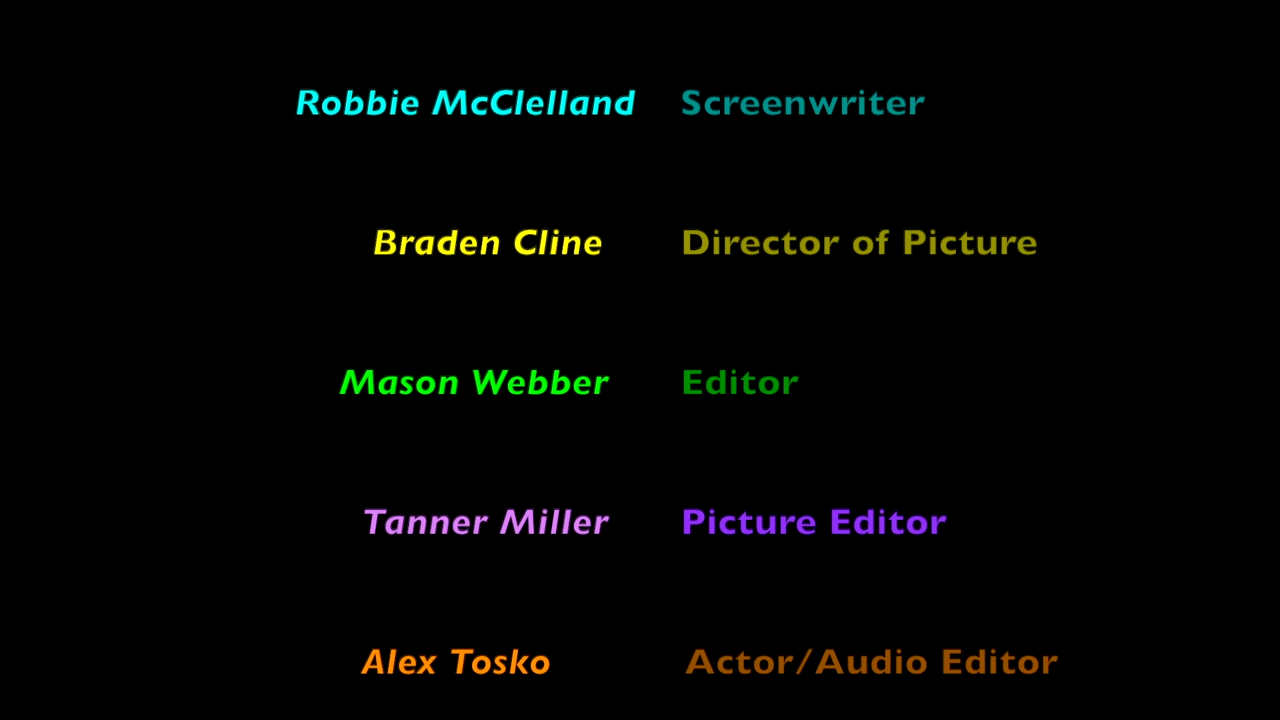 Robbie McClelland Screenwriter
Braden Cline Director of Picture
Mason Webber Editor
Tanner Miller Picture Editor
Alex Tosko Actor/Audio Editor